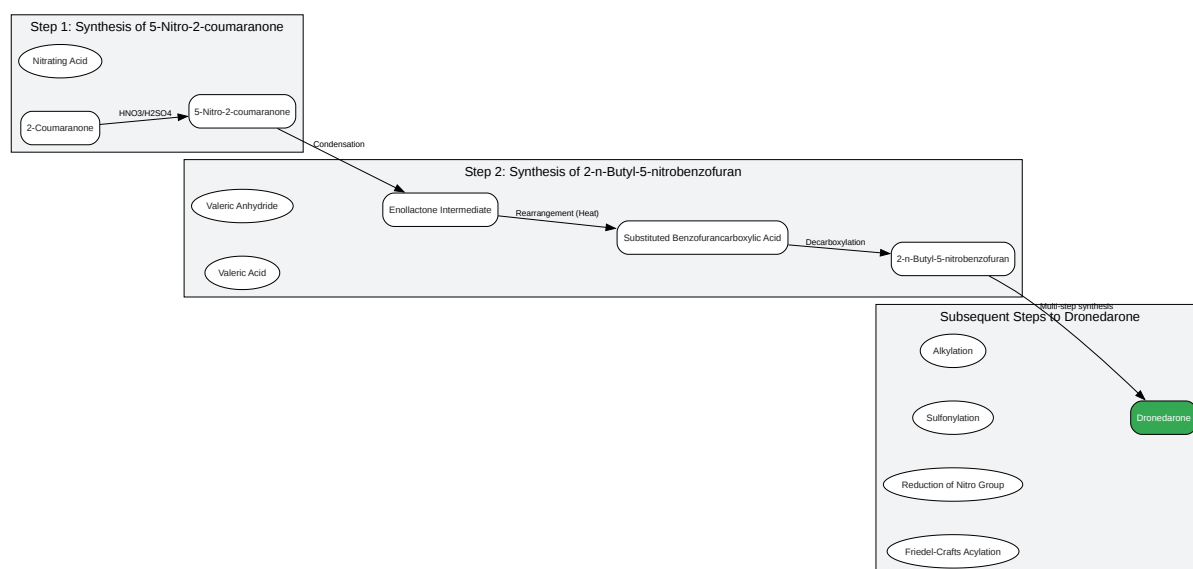 Step 1: Synthesis of 5-Nitro-2-coumaranone
Nitrating Acid
2-Coumaranone
HNO3/H2SO4
5-Nitro-2-coumaranone
Condensation
Step 2: Synthesis of 2-n-Butyl-5-nitrobenzofuran
Valeric Anhydride
Valeric Acid
Enollactone Intermediate
Rearrangement (Heat)
Substituted Benzofurancarboxylic Acid
Decarboxylation
2-n-Butyl-5-nitrobenzofuran
Multi-step synthesis
Subsequent Steps to Dronedarone
Alkylation
Sulfonylation
Reduction of Nitro Group
Friedel-Crafts Acylation
Dronedarone